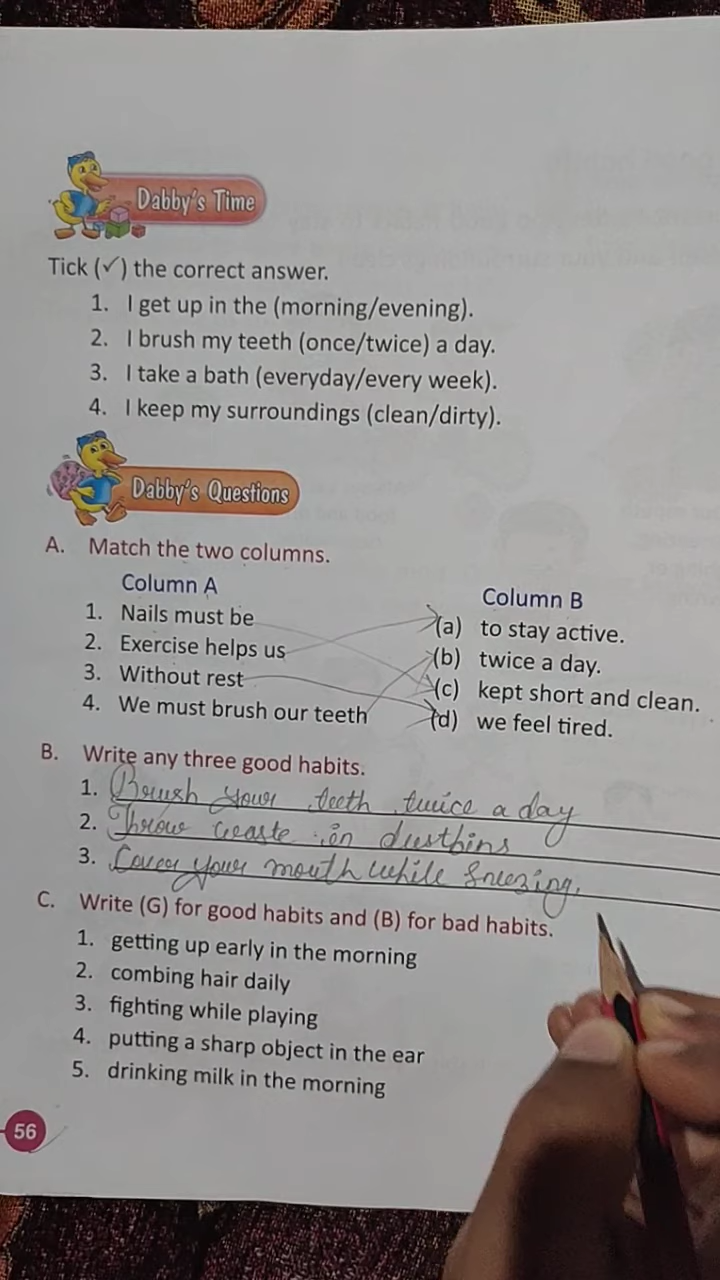 Dabby's Time
Tick (✓) the correct answer.
1. I get up in the (morning/evening).
2. I brush my teeth (once/twice) a day.
3. I take a bath (everyday/every week).
4. I keep my surroundings (clean/dirty).
Dabby's Questions
A. Match the two columns.
Column A Column B
1. Nails must be (a) to stay active.
2. Exercise helps us (b) twice a day.
3. Without rest (c) kept short and clean.
4. We must brush our teeth (d) we feel tired.
B. Write any three good habits.
1. Brush your teeth twice a day
2. Throw waste in dustbins
3. Cover your mouth while sneezing.
C. Write (G) for good habits and (B) for bad habits.
1. getting up early in the morning
2. combing hair daily
3. fighting while playing
4. putting a sharp object in the ear
5. drinking milk in the morning
56